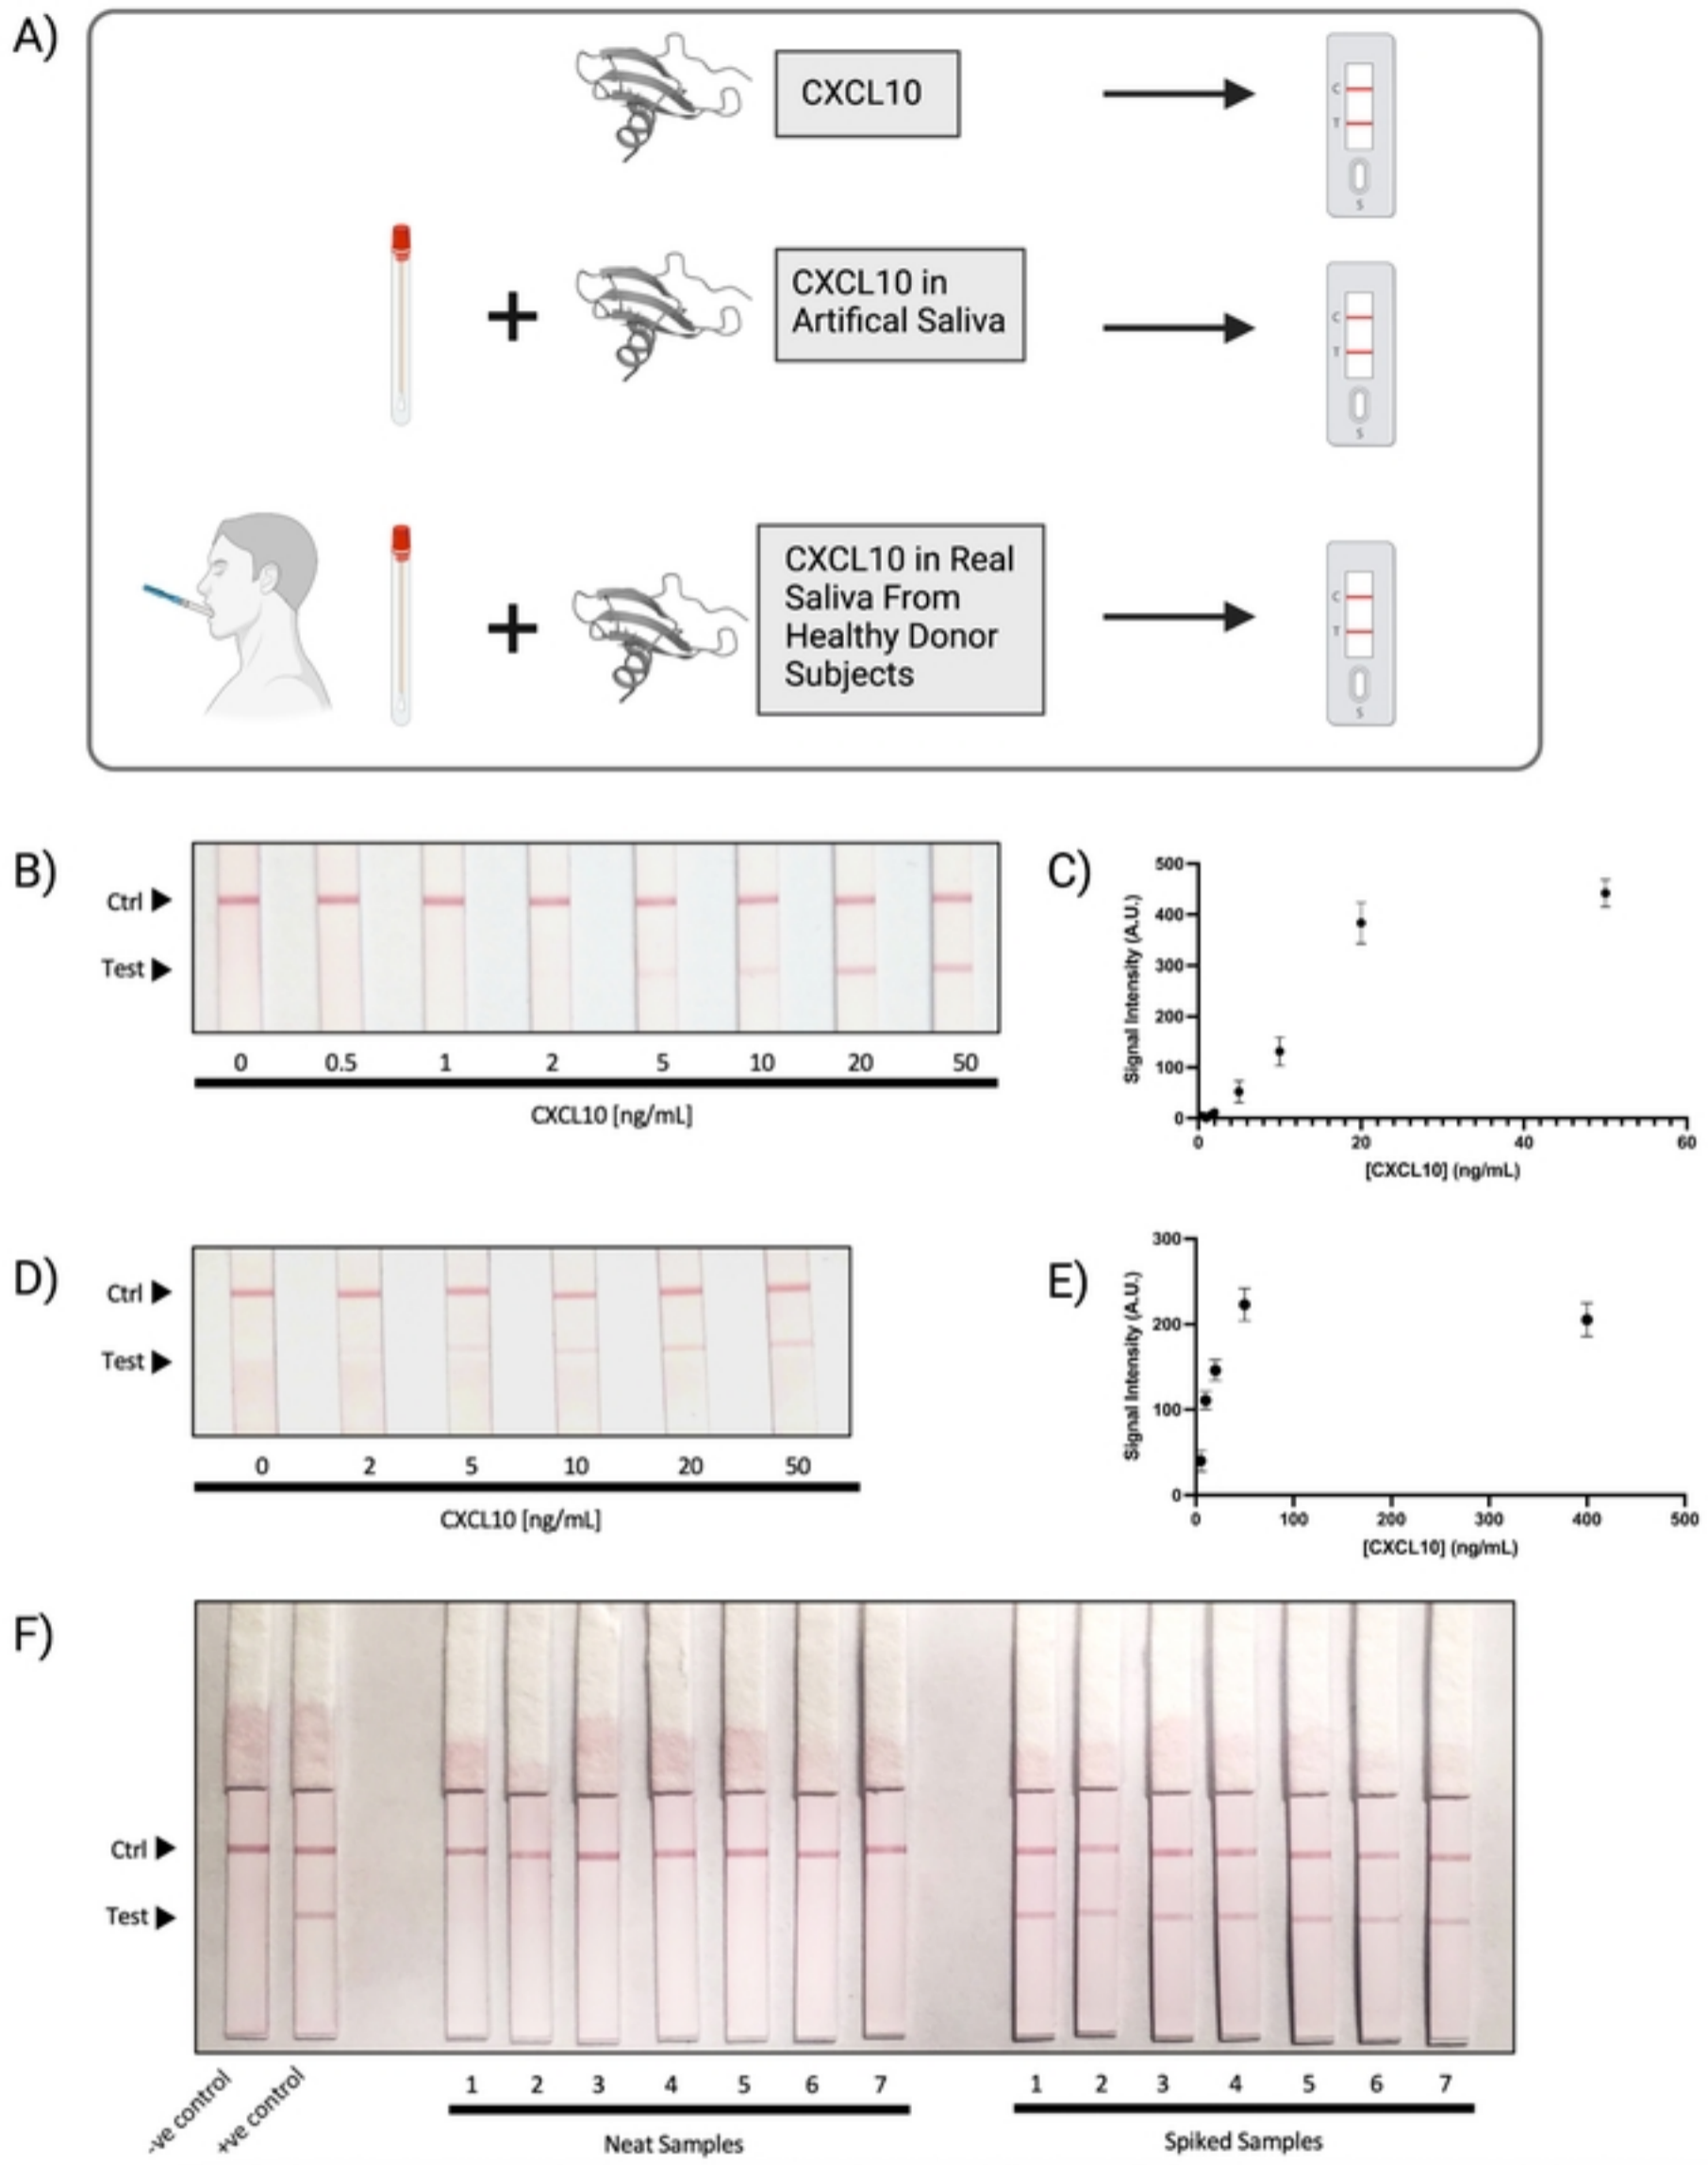 A)
CXCL10
C
T
S
CXCL10 in
Artifical Saliva
C
T
S
CXCL10 in Real
Saliva From
Healthy Donor
Subjects
C
T
S
B)
Ctrl
Test
0 0.5 1 2 5 10 20 50
CXCL10 [ng/mL]
C)
Signal Intensity (A.U.)
500
400
300
200
100
0
0 20 40 60
[CXCL10] (ng/mL)
D)
Ctrl
Test
0 2 5 10 20 50
CXCL10 [ng/mL]
E)
Signal Intensity (A.U.)
300
200
100
0
0 100 200 300 400 500
[CXCL10] (ng/mL)
F)
Ctrl
Test
-ve control
+ve control
1 2 3 4 5 6 7
Neat Samples
1 2 3 4 5 6 7
Spiked Samples